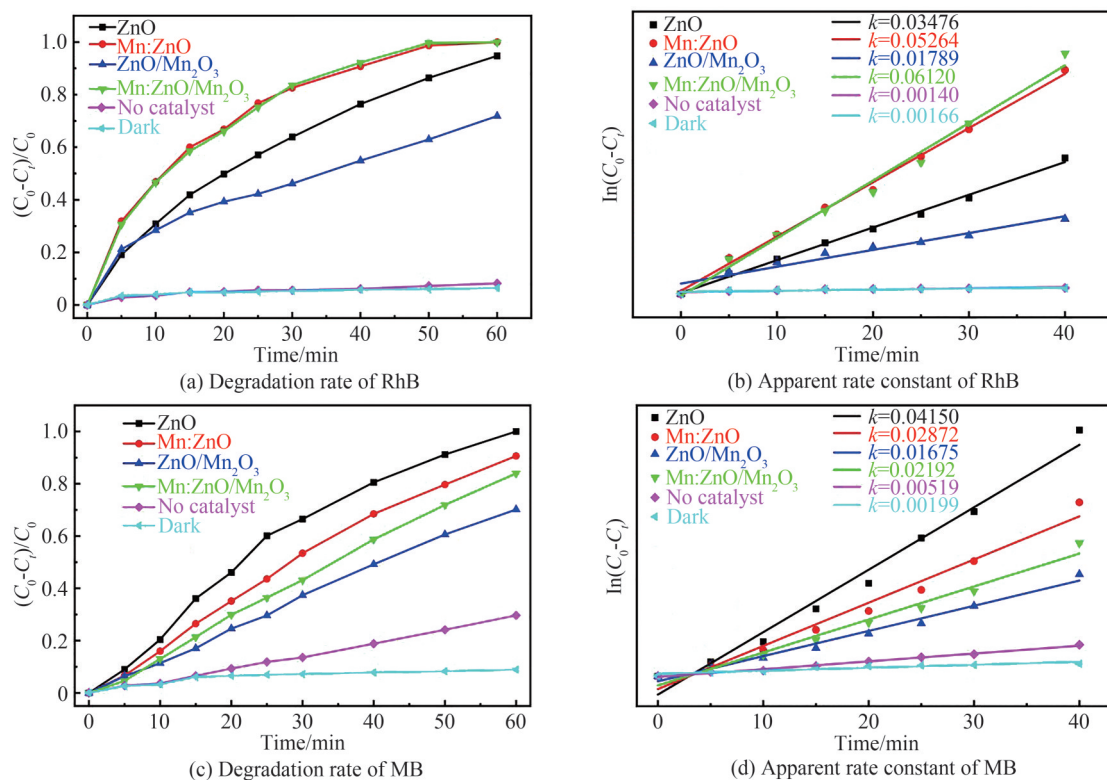 ZnO
Mn:ZnO
ZnO/Mn₂O₃
Mn:ZnO/Mn₂O₃
No catalyst
Dark
(C₀-Cₜ)/C₀
1.0
0.8
0.6
0.4
0.2
0
0 10 20 30 40 50 60
Time/min
(a) Degradation rate of RhB
ZnO k=0.03476
Mn:ZnO k=0.05264
ZnO/Mn₂O₃ k=0.01789
Mn:ZnO/Mn₂O₃ k=0.06120
No catalyst k=0.00140
Dark k=0.00166
ln(C₀-Cₜ)
0 10 20 30 40
Time/min
(b) Apparent rate constant of RhB
ZnO
Mn:ZnO
ZnO/Mn₂O₃
Mn:ZnO/Mn₂O₃
No catalyst
Dark
(C₀-Cₜ)/C₀
1.0
0.8
0.6
0.4
0.2
0
0 10 20 30 40 50 60
Time/min
(c) Degradation rate of MB
ZnO k=0.04150
Mn:ZnO k=0.02872
ZnO/Mn₂O₃ k=0.01675
Mn:ZnO/Mn₂O₃ k=0.02192
No catalyst k=0.00519
Dark k=0.00199
ln(C₀-Cₜ)
0 10 20 30 40
Time/min
(d) Apparent rate constant of MB